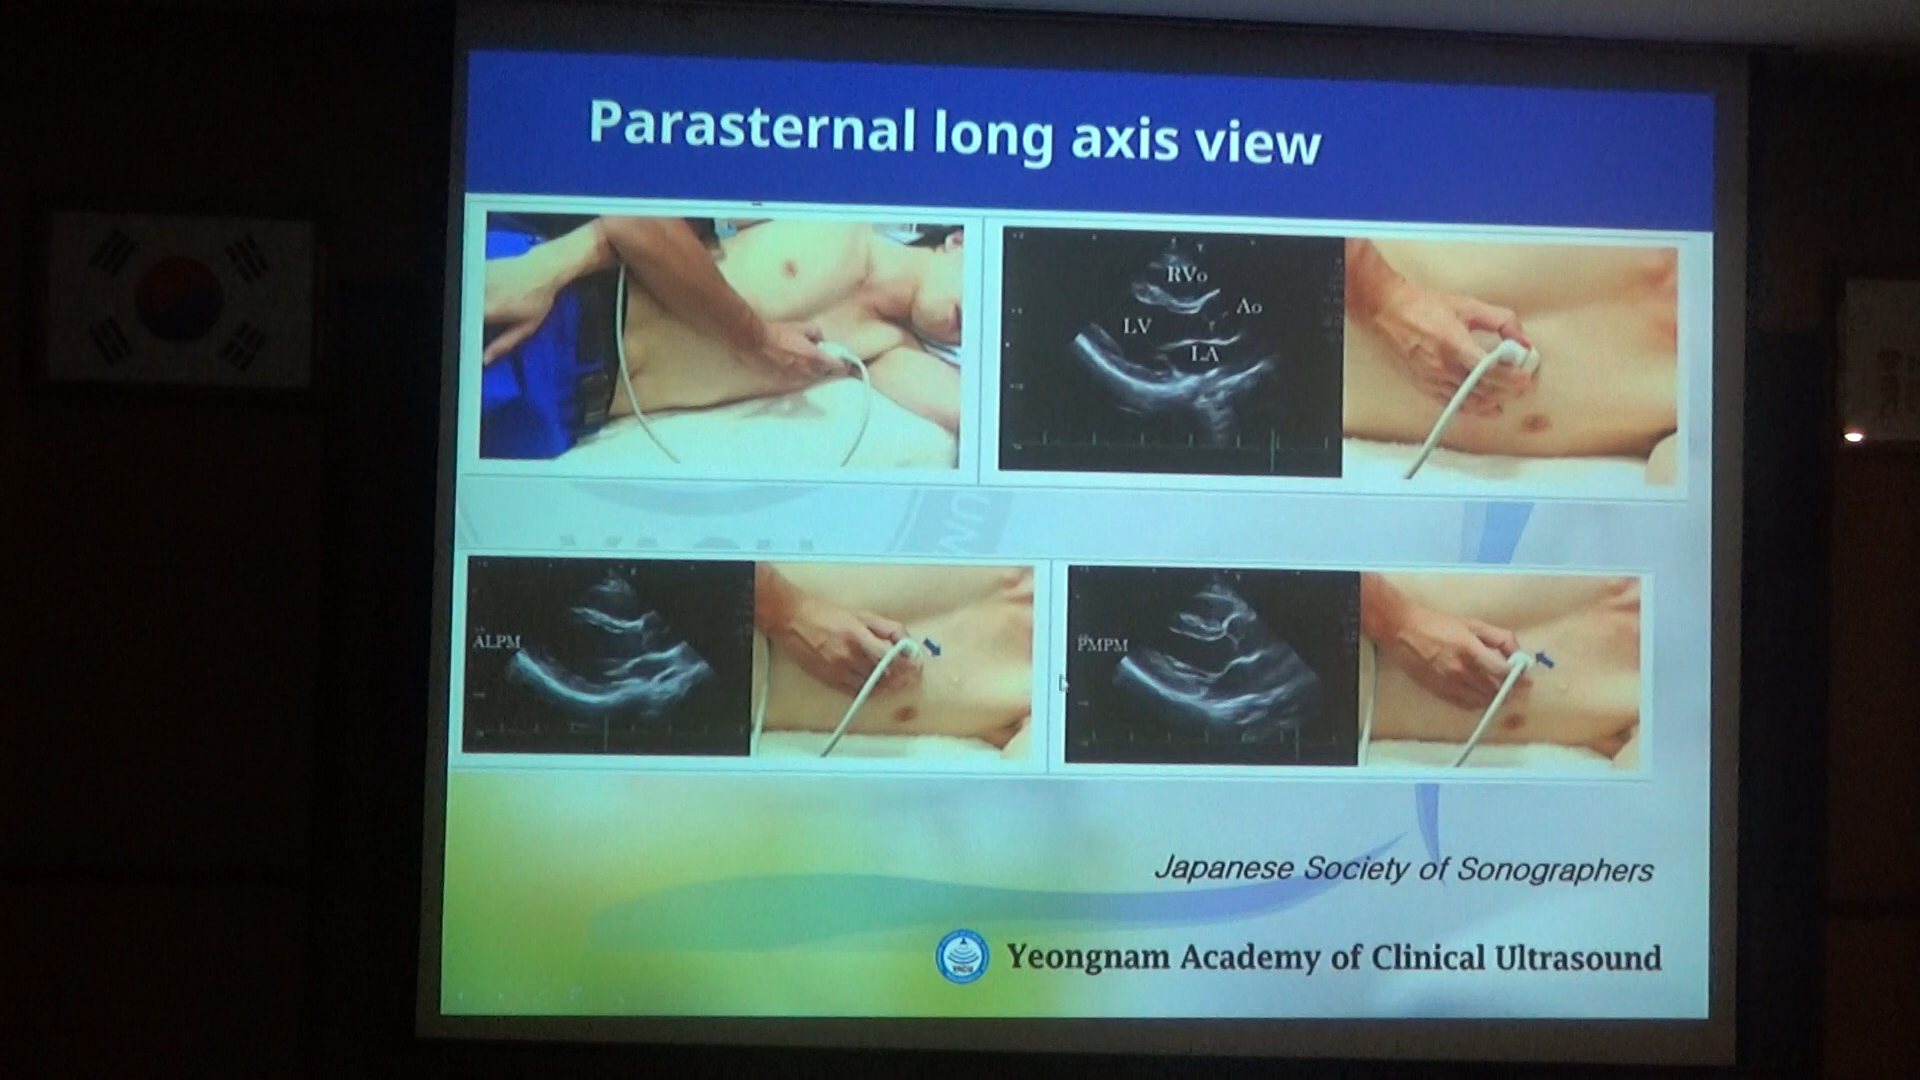 Parasternal long axis view
RVo
Ao
LV
LA
ALPM
PMPM
Japanese Society of Sonographers
YACU
Yeongnam Academy of Clinical Ultrasound